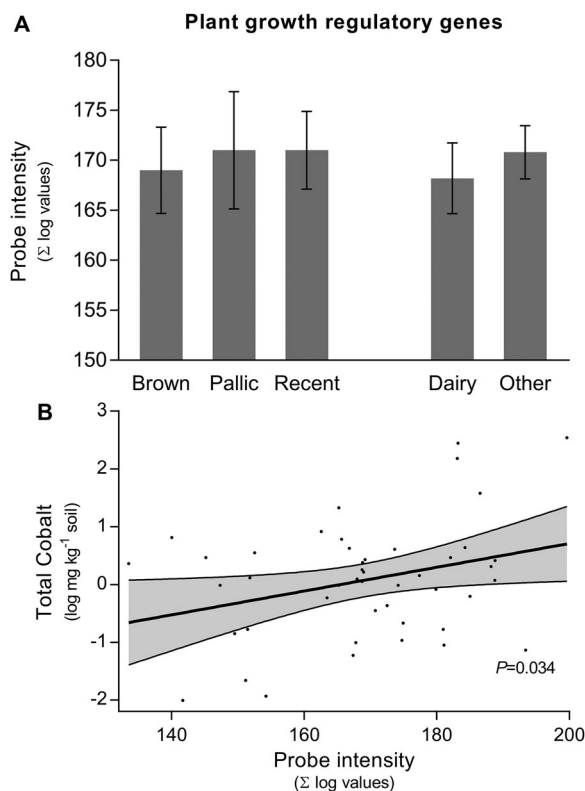 A
Plant growth regulatory genes
Probe intensity
(Σ log values)
180
175
170
165
160
155
150
Brown Pallic Recent Dairy Other
B
Total Cobalt
(log mg kg⁻¹ soil)
3
2
1
0
-1
-2
P=0.034
140 160 180 200
Probe intensity
(Σ log values)